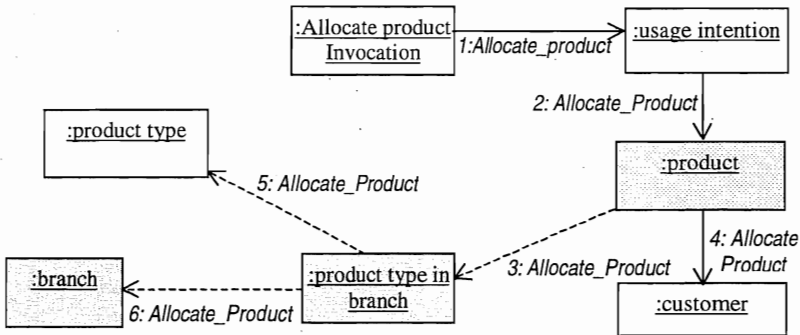 :Allocate product
Invocation
1:Allocate_product
:usage intention
2: Allocate_Product
:product type
:product
5: Allocate_Product
4: Allocate
Product
3: Allocate_Product
:branch
:product type in
branch
6: Allocate_Product
:customer